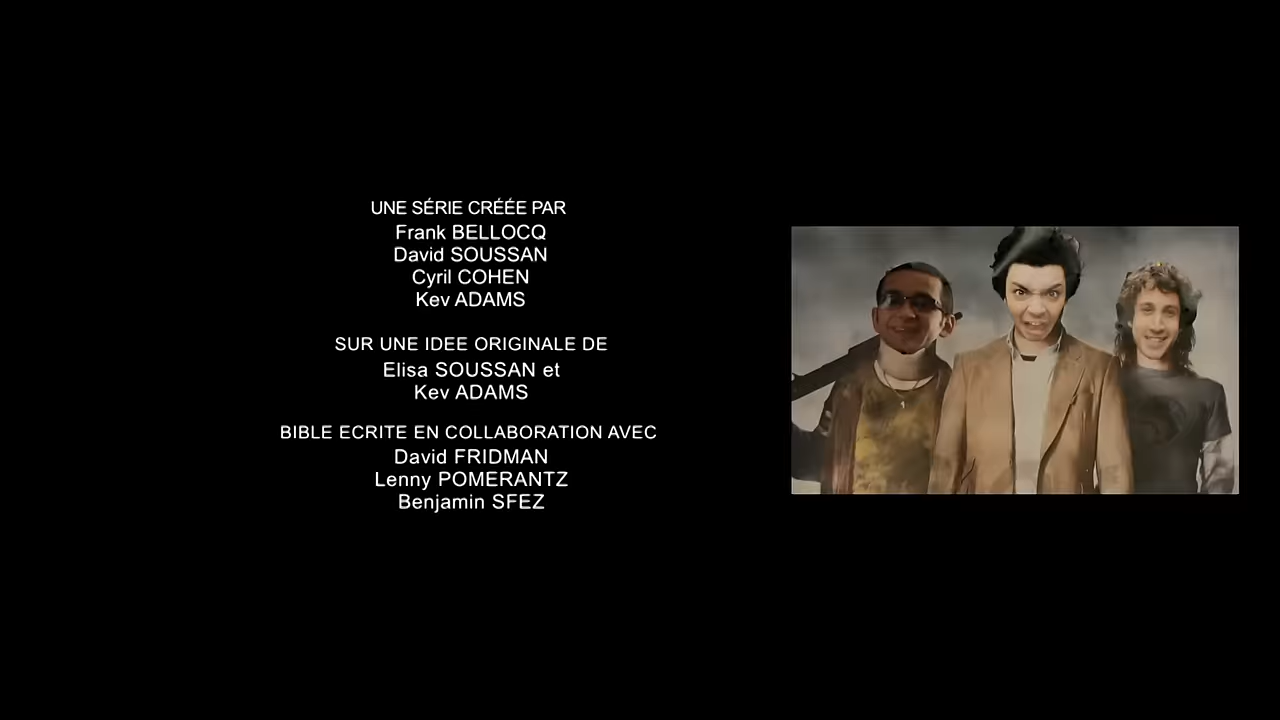 UNE SÉRIE CRÉÉE PAR
Frank BELLOCQ
David SOUSSAN
Cyril COHEN
Kev ADAMS
SUR UNE IDEE ORIGINALE DE
Elisa SOUSSAN et
Kev ADAMS
BIBLE ECRITE EN COLLABORATION AVEC
David FRIDMAN
Lenny POMERANTZ
Benjamin SFEZ